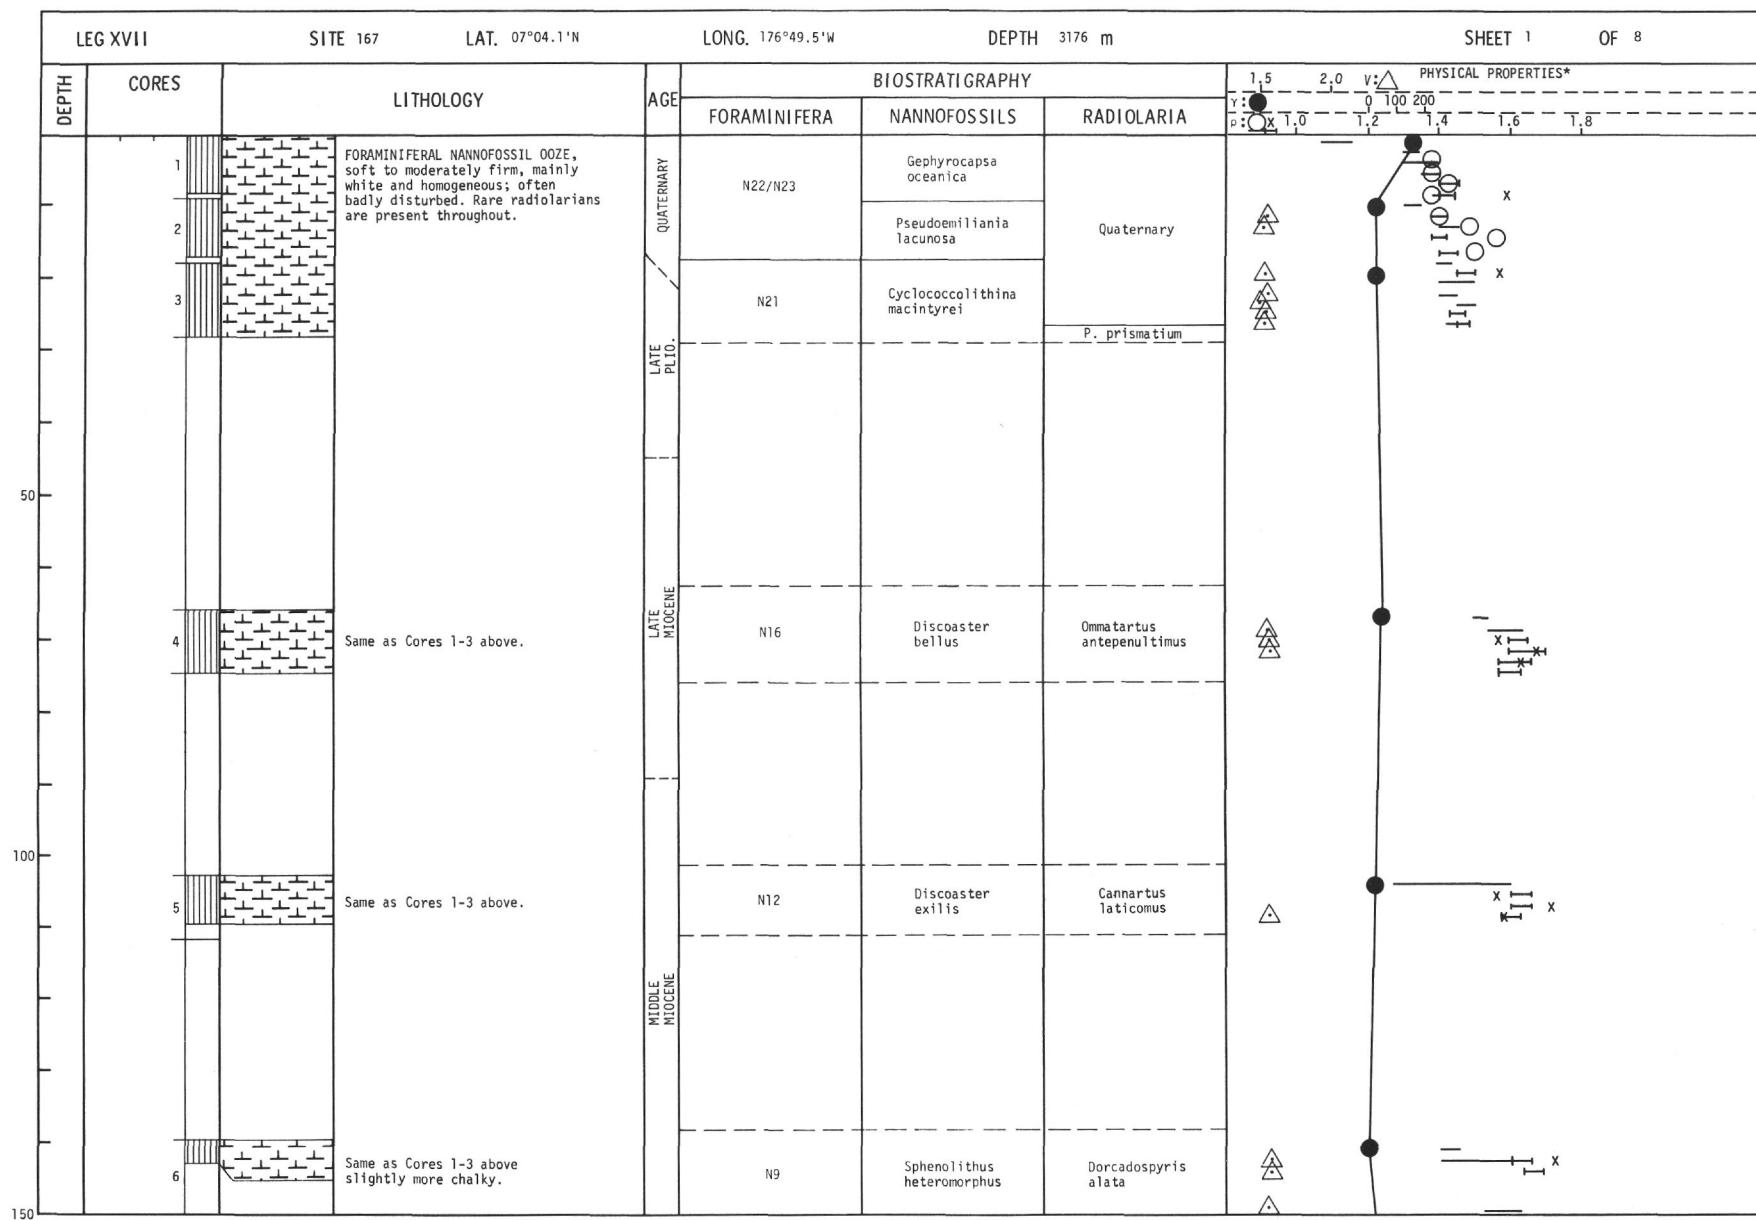 LEG XVII SITE 167 LAT. 07°04.1'N LONG. 176°49.5'W DEPTH 3176 m SHEET 1 OF 8
DEPTH
CORES
LITHOLOGY
AGE
BIOSTRATIGRAPHY
FORAMINIFERA
NANNOFOSSILS
RADIOLARIA
PHYSICAL PROPERTIES*
1.5 2.0 V:
γ: 0 100 200
ρ: x 1.0 1.2 1.4 1.6 1.8
1
FORAMINIFERAL NANNOFOSSIL OOZE,
soft to moderately firm, mainly
white and homogeneous; often
badly disturbed. Rare radiolarians
are present throughout.
QUATERNARY
N22/N23
Gephyrocapsa
oceanica
2
Pseudoemiliania
lacunosa
Quaternary
3
N21
Cyclococcolithina
macintyrei
P. prismatium
LATE
PLIO.
50
LATE
MIOCENE
4
Same as Cores 1-3 above.
N16
Discoaster
bellus
Ommatartus
antepenultimus
100
5
Same as Cores 1-3 above.
N12
Discoaster
exilis
Cannartus
laticomus
MIDDLE
MIOCENE
6
Same as Cores 1-3 above
slightly more chalky.
N9
Sphenolithus
heteromorphus
Dorcadospyris
alata
150